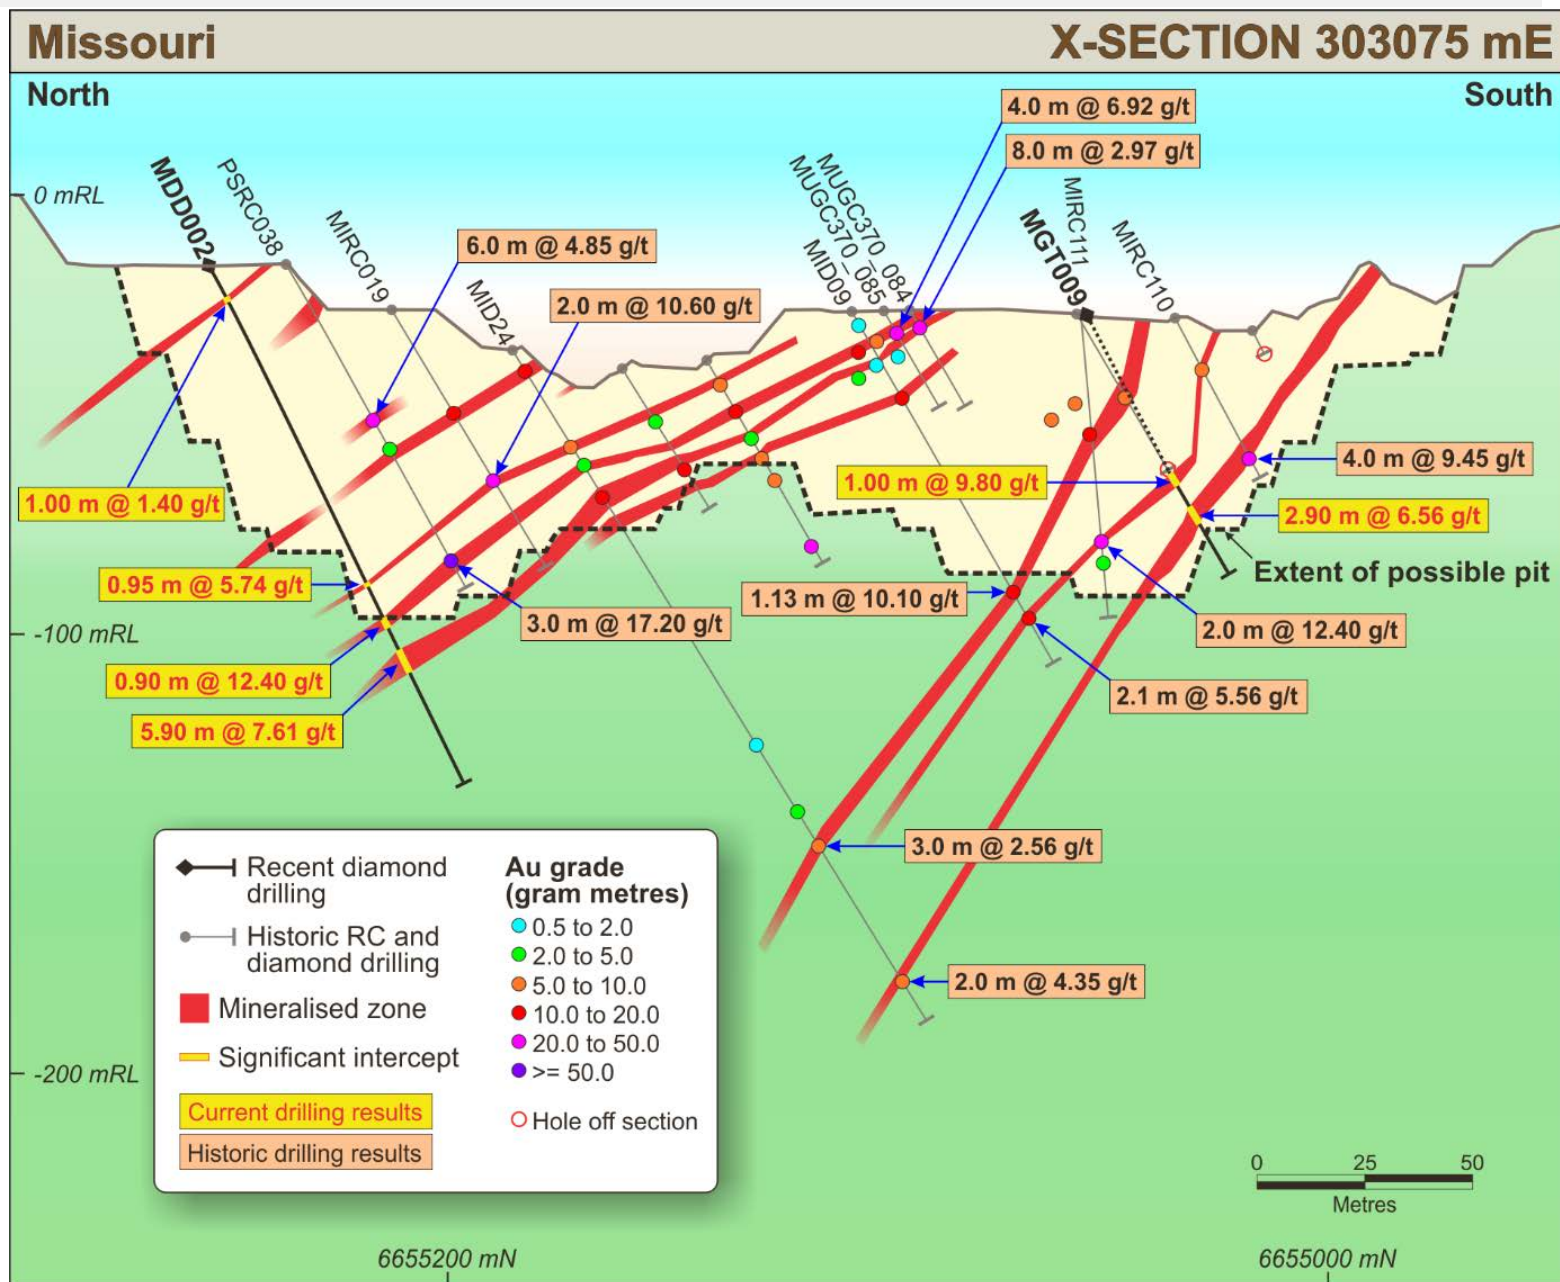 Missouri
X-SECTION 303075 mE
North
South
0 mRL
MDD002
PSRC038
MIRC019
MID24
MID09
MUGC370_085
MUGC370_084
MGT009
MIRC111
MIRC110
4.0 m @ 6.92 g/t
8.0 m @ 2.97 g/t
6.0 m @ 4.85 g/t
2.0 m @ 10.60 g/t
1.00 m @ 1.40 g/t
1.00 m @ 9.80 g/t
4.0 m @ 9.45 g/t
2.90 m @ 6.56 g/t
Extent of possible pit
0.95 m @ 5.74 g/t
1.13 m @ 10.10 g/t
3.0 m @ 17.20 g/t
2.0 m @ 12.40 g/t
-100 mRL
0.90 m @ 12.40 g/t
2.1 m @ 5.56 g/t
5.90 m @ 7.61 g/t
3.0 m @ 2.56 g/t
2.0 m @ 4.35 g/t
-200 mRL
Recent diamond
drilling
Historic RC and
diamond drilling
Mineralised zone
Significant intercept
Current drilling results
Historic drilling results
Au grade
(gram metres)
0.5 to 2.0
2.0 to 5.0
5.0 to 10.0
10.0 to 20.0
20.0 to 50.0
>= 50.0
Hole off section
0 25 50
Metres
6655200 mN
6655000 mN